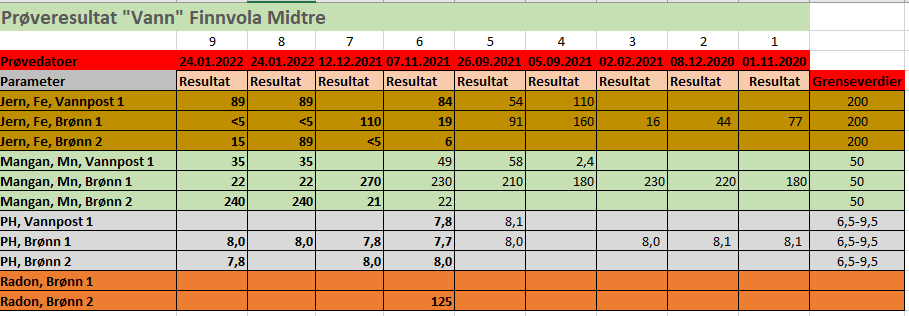 Prøveresultat "Vann" Finnvola Midtre
9 8 7 6 5 4 3 2 1
Prøvedatoer 24.01.2022 24.01.2022 12.12.2021 07.11.2021 26.09.2021 05.09.2021 02.02.2021 08.12.2020 01.11.2020
Parameter Resultat Resultat Resultat Resultat Resultat Resultat Resultat Resultat Resultat Grenseverdier
Jern, Fe, Vannpost 1 89 89 84 54 110 200
Jern, Fe, Brønn 1 <5 <5 110 19 91 160 16 44 77 200
Jern, Fe, Brønn 2 15 89 <5 6 200
Mangan, Mn, Vannpost 1 35 35 49 58 2,4 50
Mangan, Mn, Brønn 1 22 22 270 230 210 180 230 220 180 50
Mangan, Mn, Brønn 2 240 240 21 22 50
PH, Vannpost 1 7,8 8,1 6,5-9,5
PH, Brønn 1 8,0 8,0 7,8 7,7 8,0 8,0 8,1 8,1 6,5-9,5
PH, Brønn 2 7,8 8,0 8,0 6,5-9,5
Radon, Brønn 1
Radon, Brønn 2 125